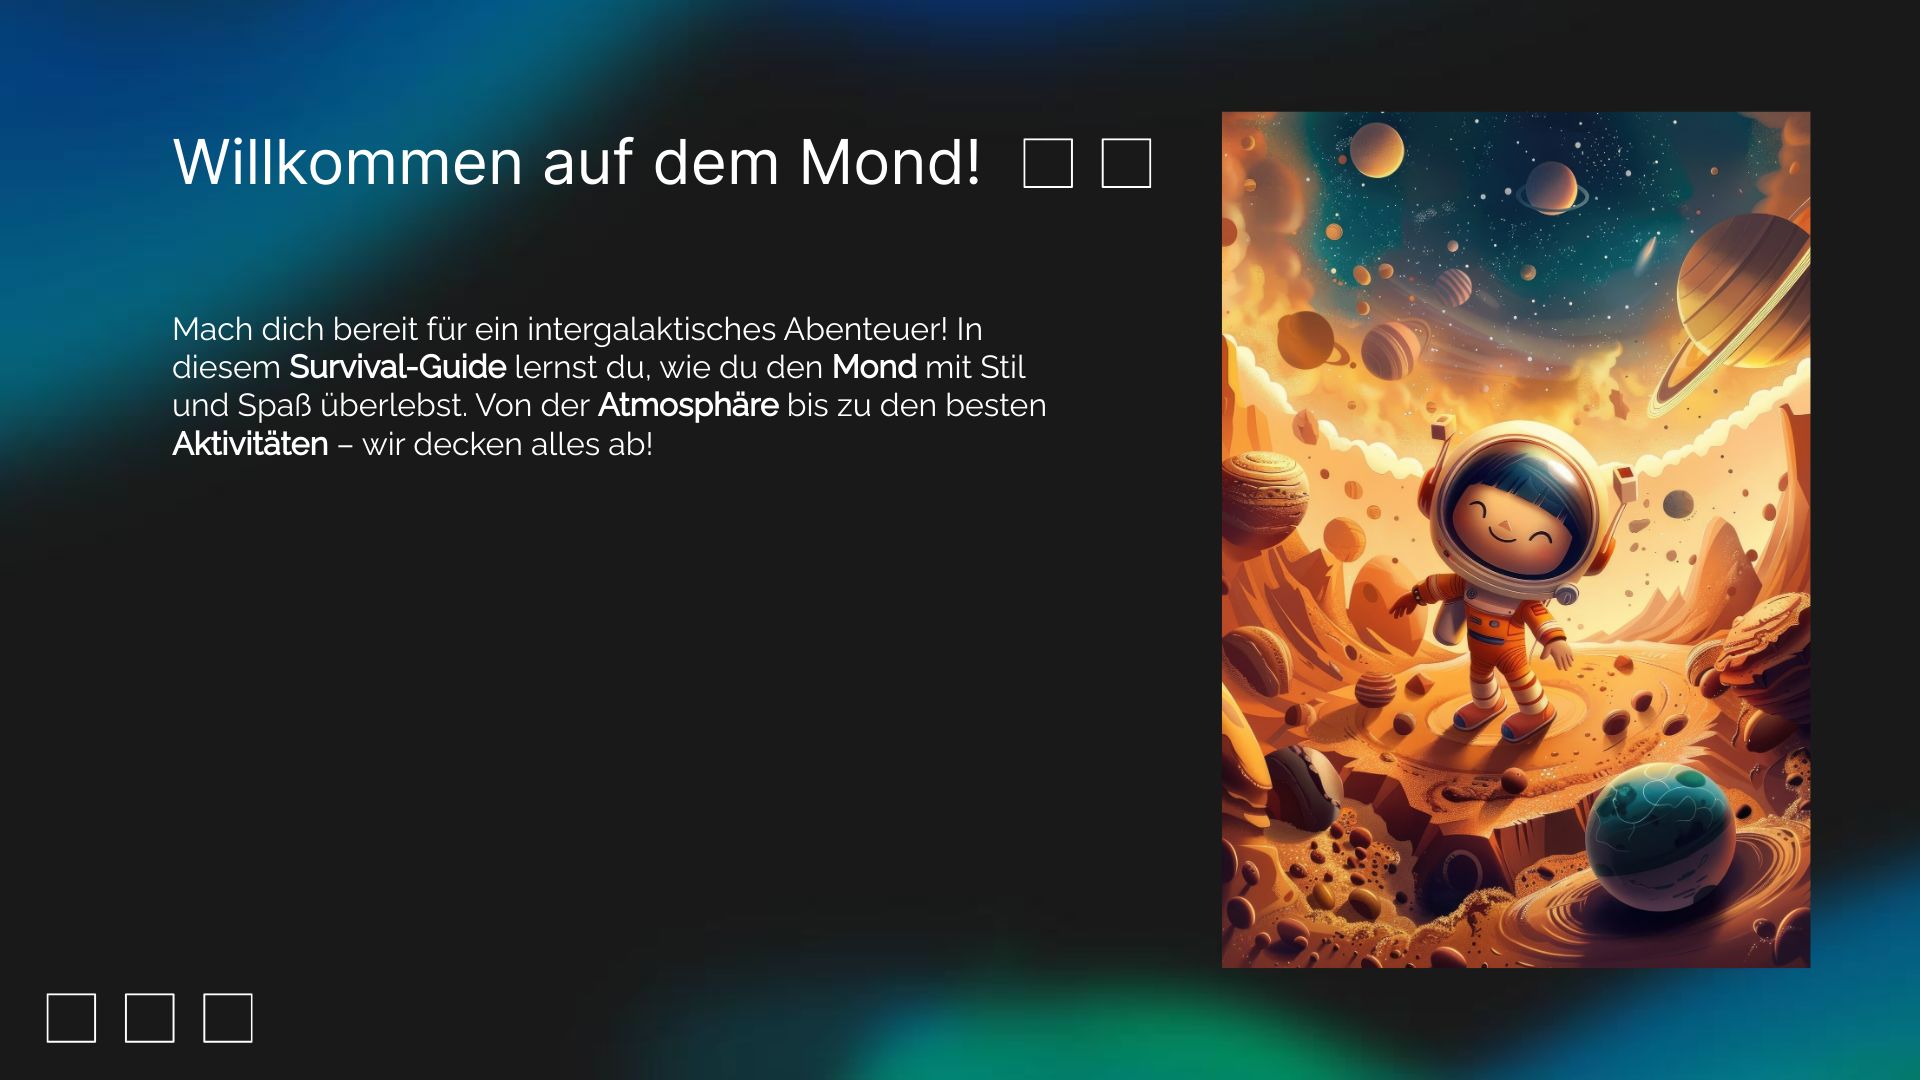 Willkommen auf dem Mond!
Mach dich bereit für ein intergalaktisches Abenteuer! In
diesem Survival-Guide lernst du, wie du den Mond mit Stil
und Spaß überlebst. Von der Atmosphäre bis zu den besten
Aktivitäten – wir decken alles ab!